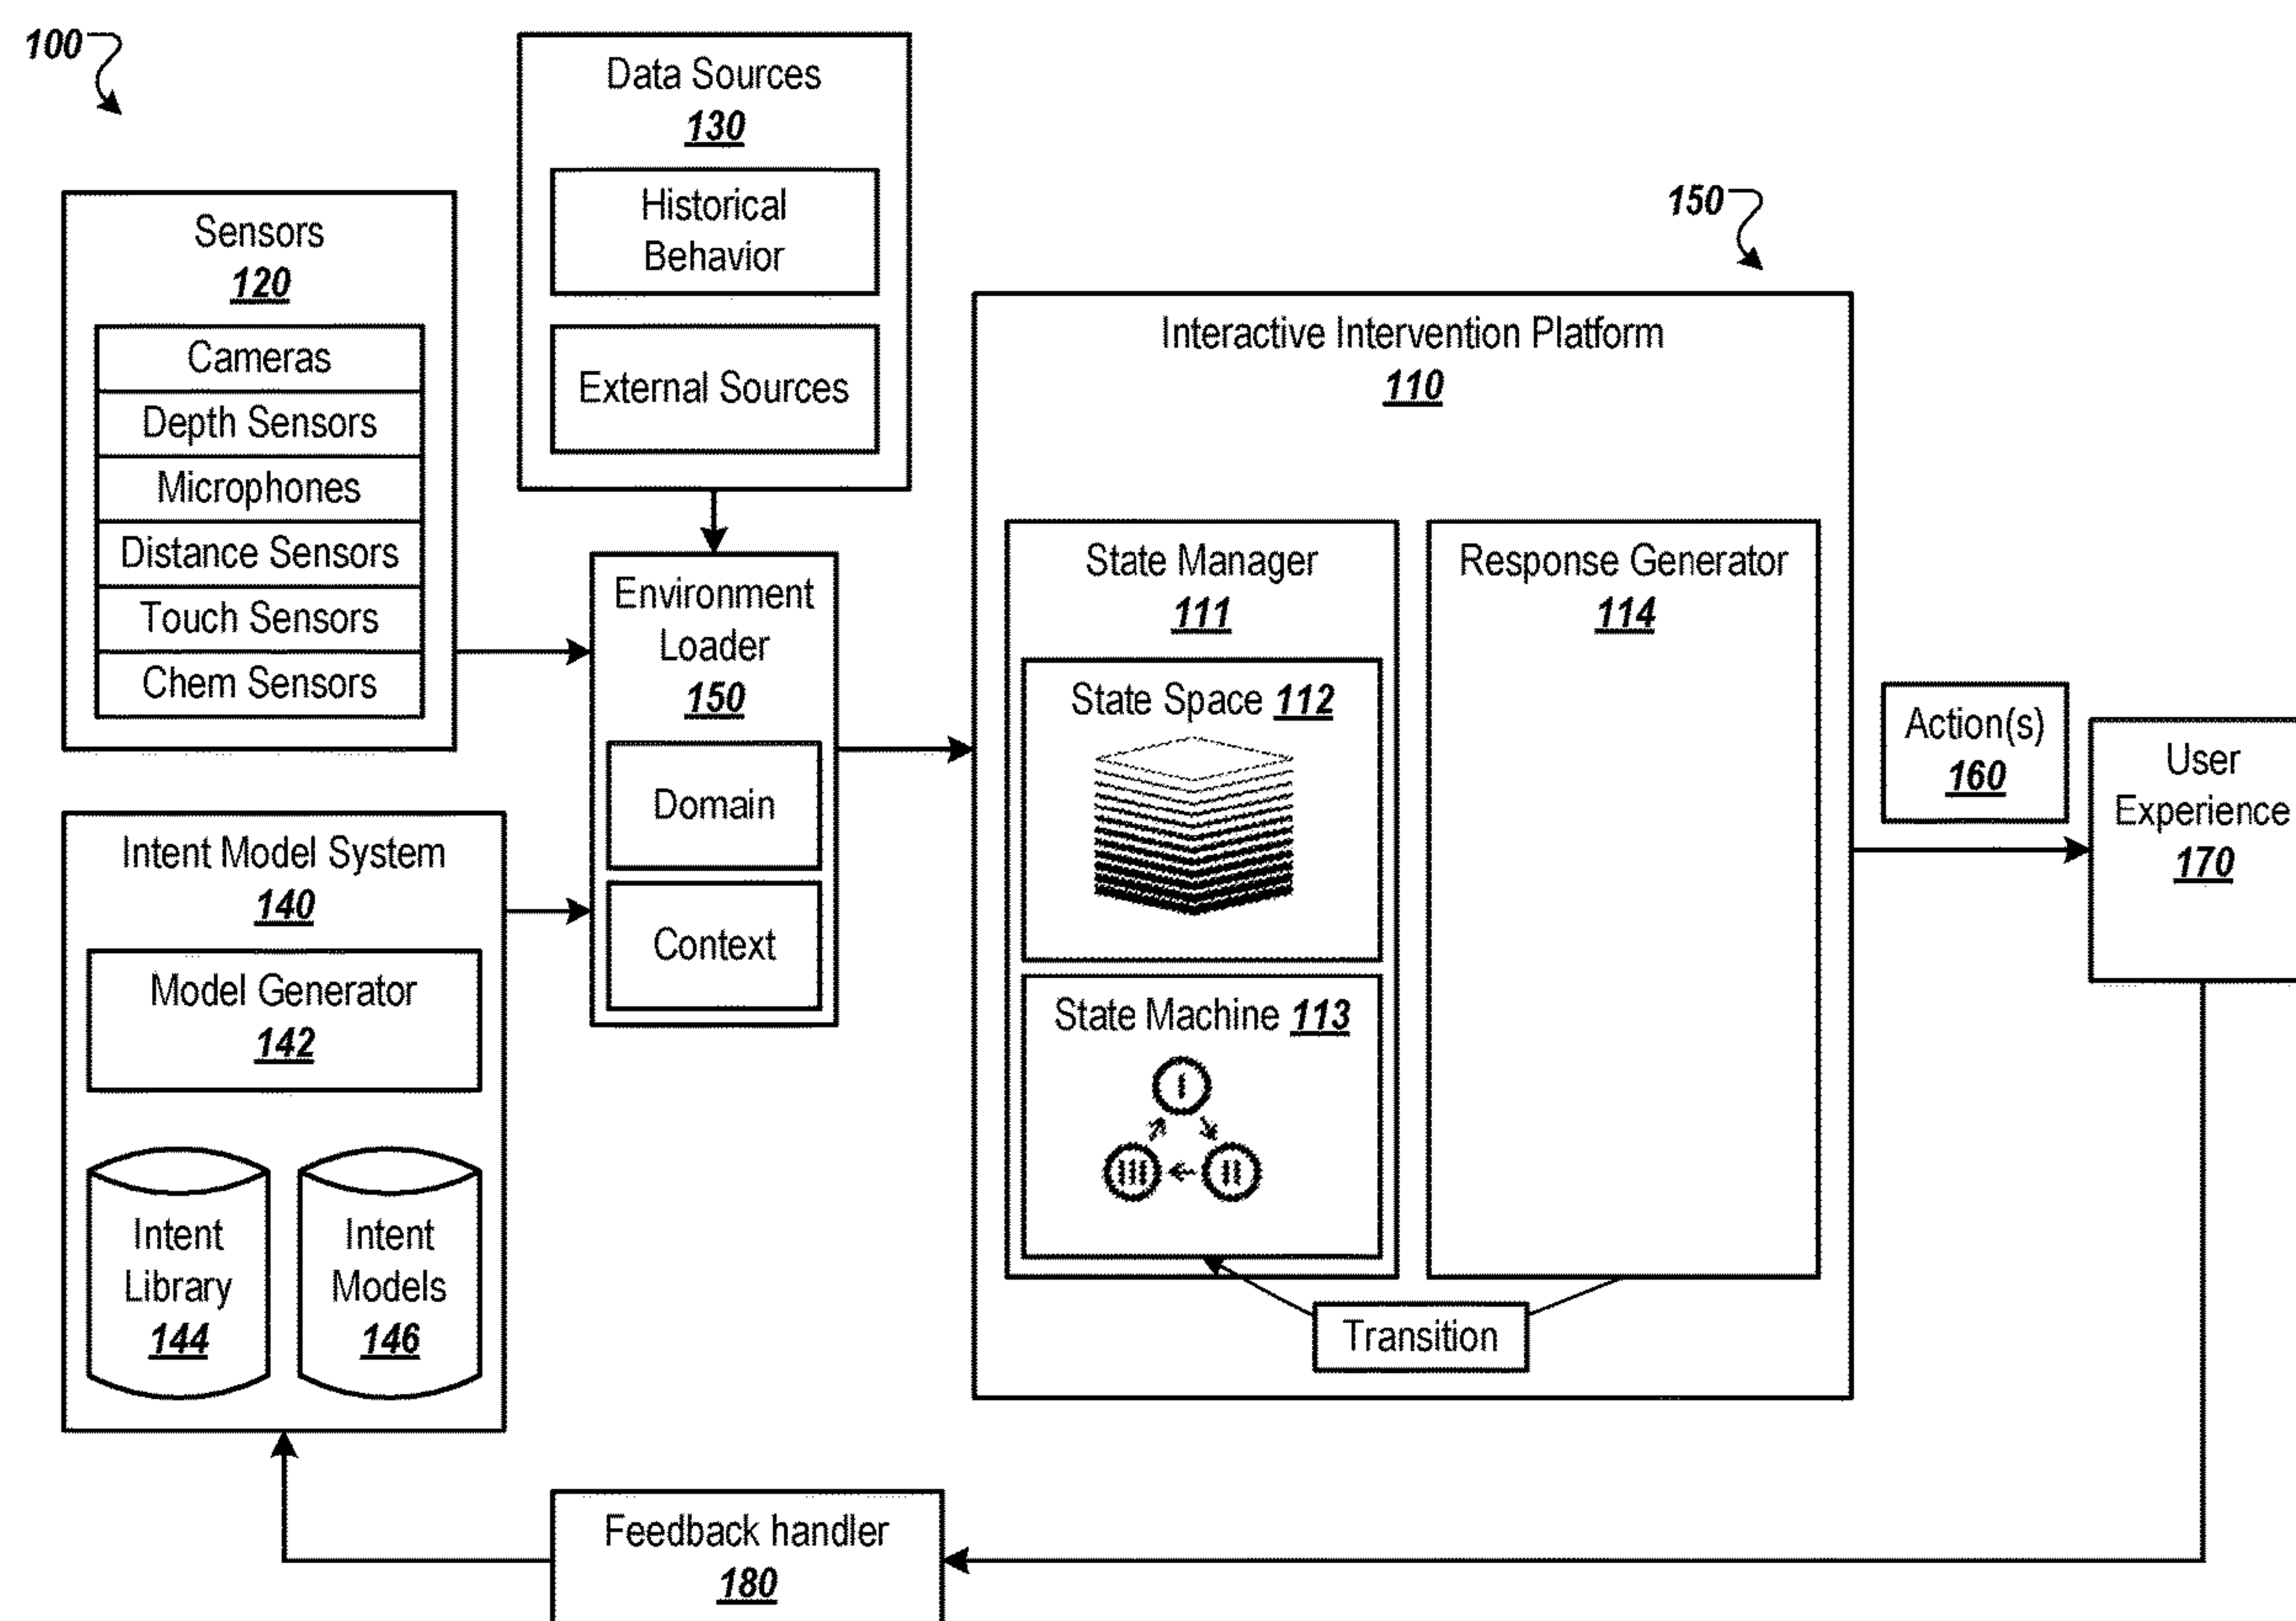 100
Data Sources
130
Historical
Behavior
External Sources
Sensors
120
Cameras
Depth Sensors
Microphones
Distance Sensors
Touch Sensors
Chem Sensors
Environment
Loader
150
Domain
Context
Intent Model System
140
Model Generator
142
Intent
Library
144
Intent
Models
146
150
Interactive Intervention Platform
110
State Manager
111
State Space 112
State Machine 113
I
III
II
Response Generator
114
Transition
Action(s)
160
User
Experience
170
Feedback handler
180